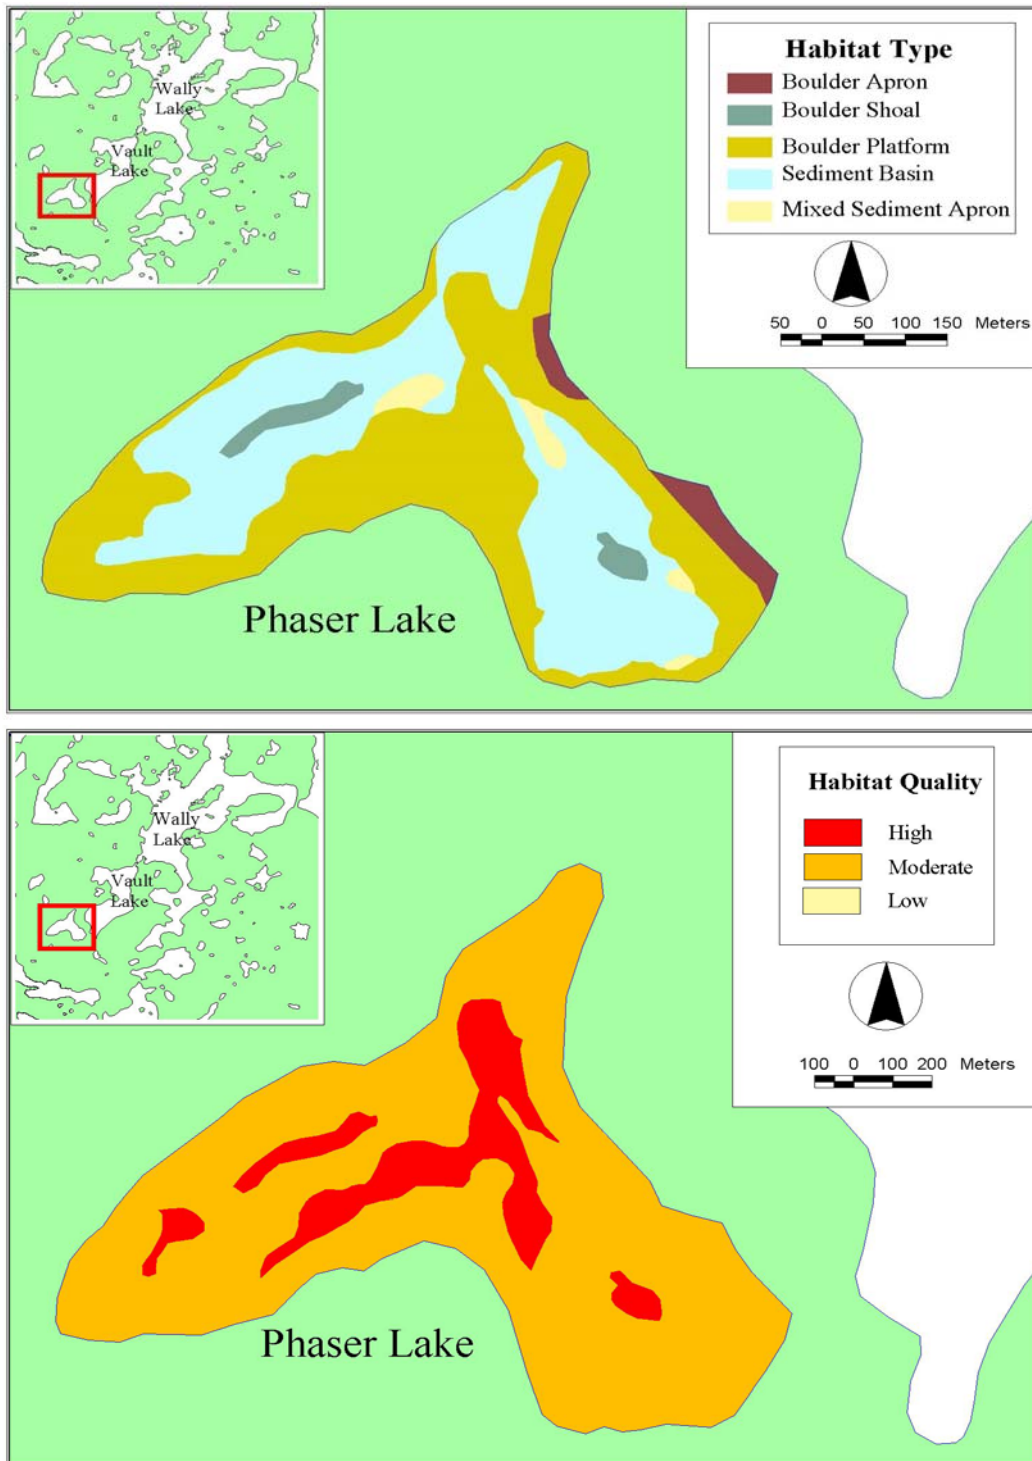 Wally
Lake
Vault
Lake
Habitat Type
Boulder Apron
Boulder Shoal
Boulder Platform
Sediment Basin
Mixed Sediment Apron
50 0 50 100 150 Meters
Phaser Lake
Wally
Lake
Vault
Lake
Habitat Quality
High
Moderate
Low
100 0 100 200 Meters
Phaser Lake